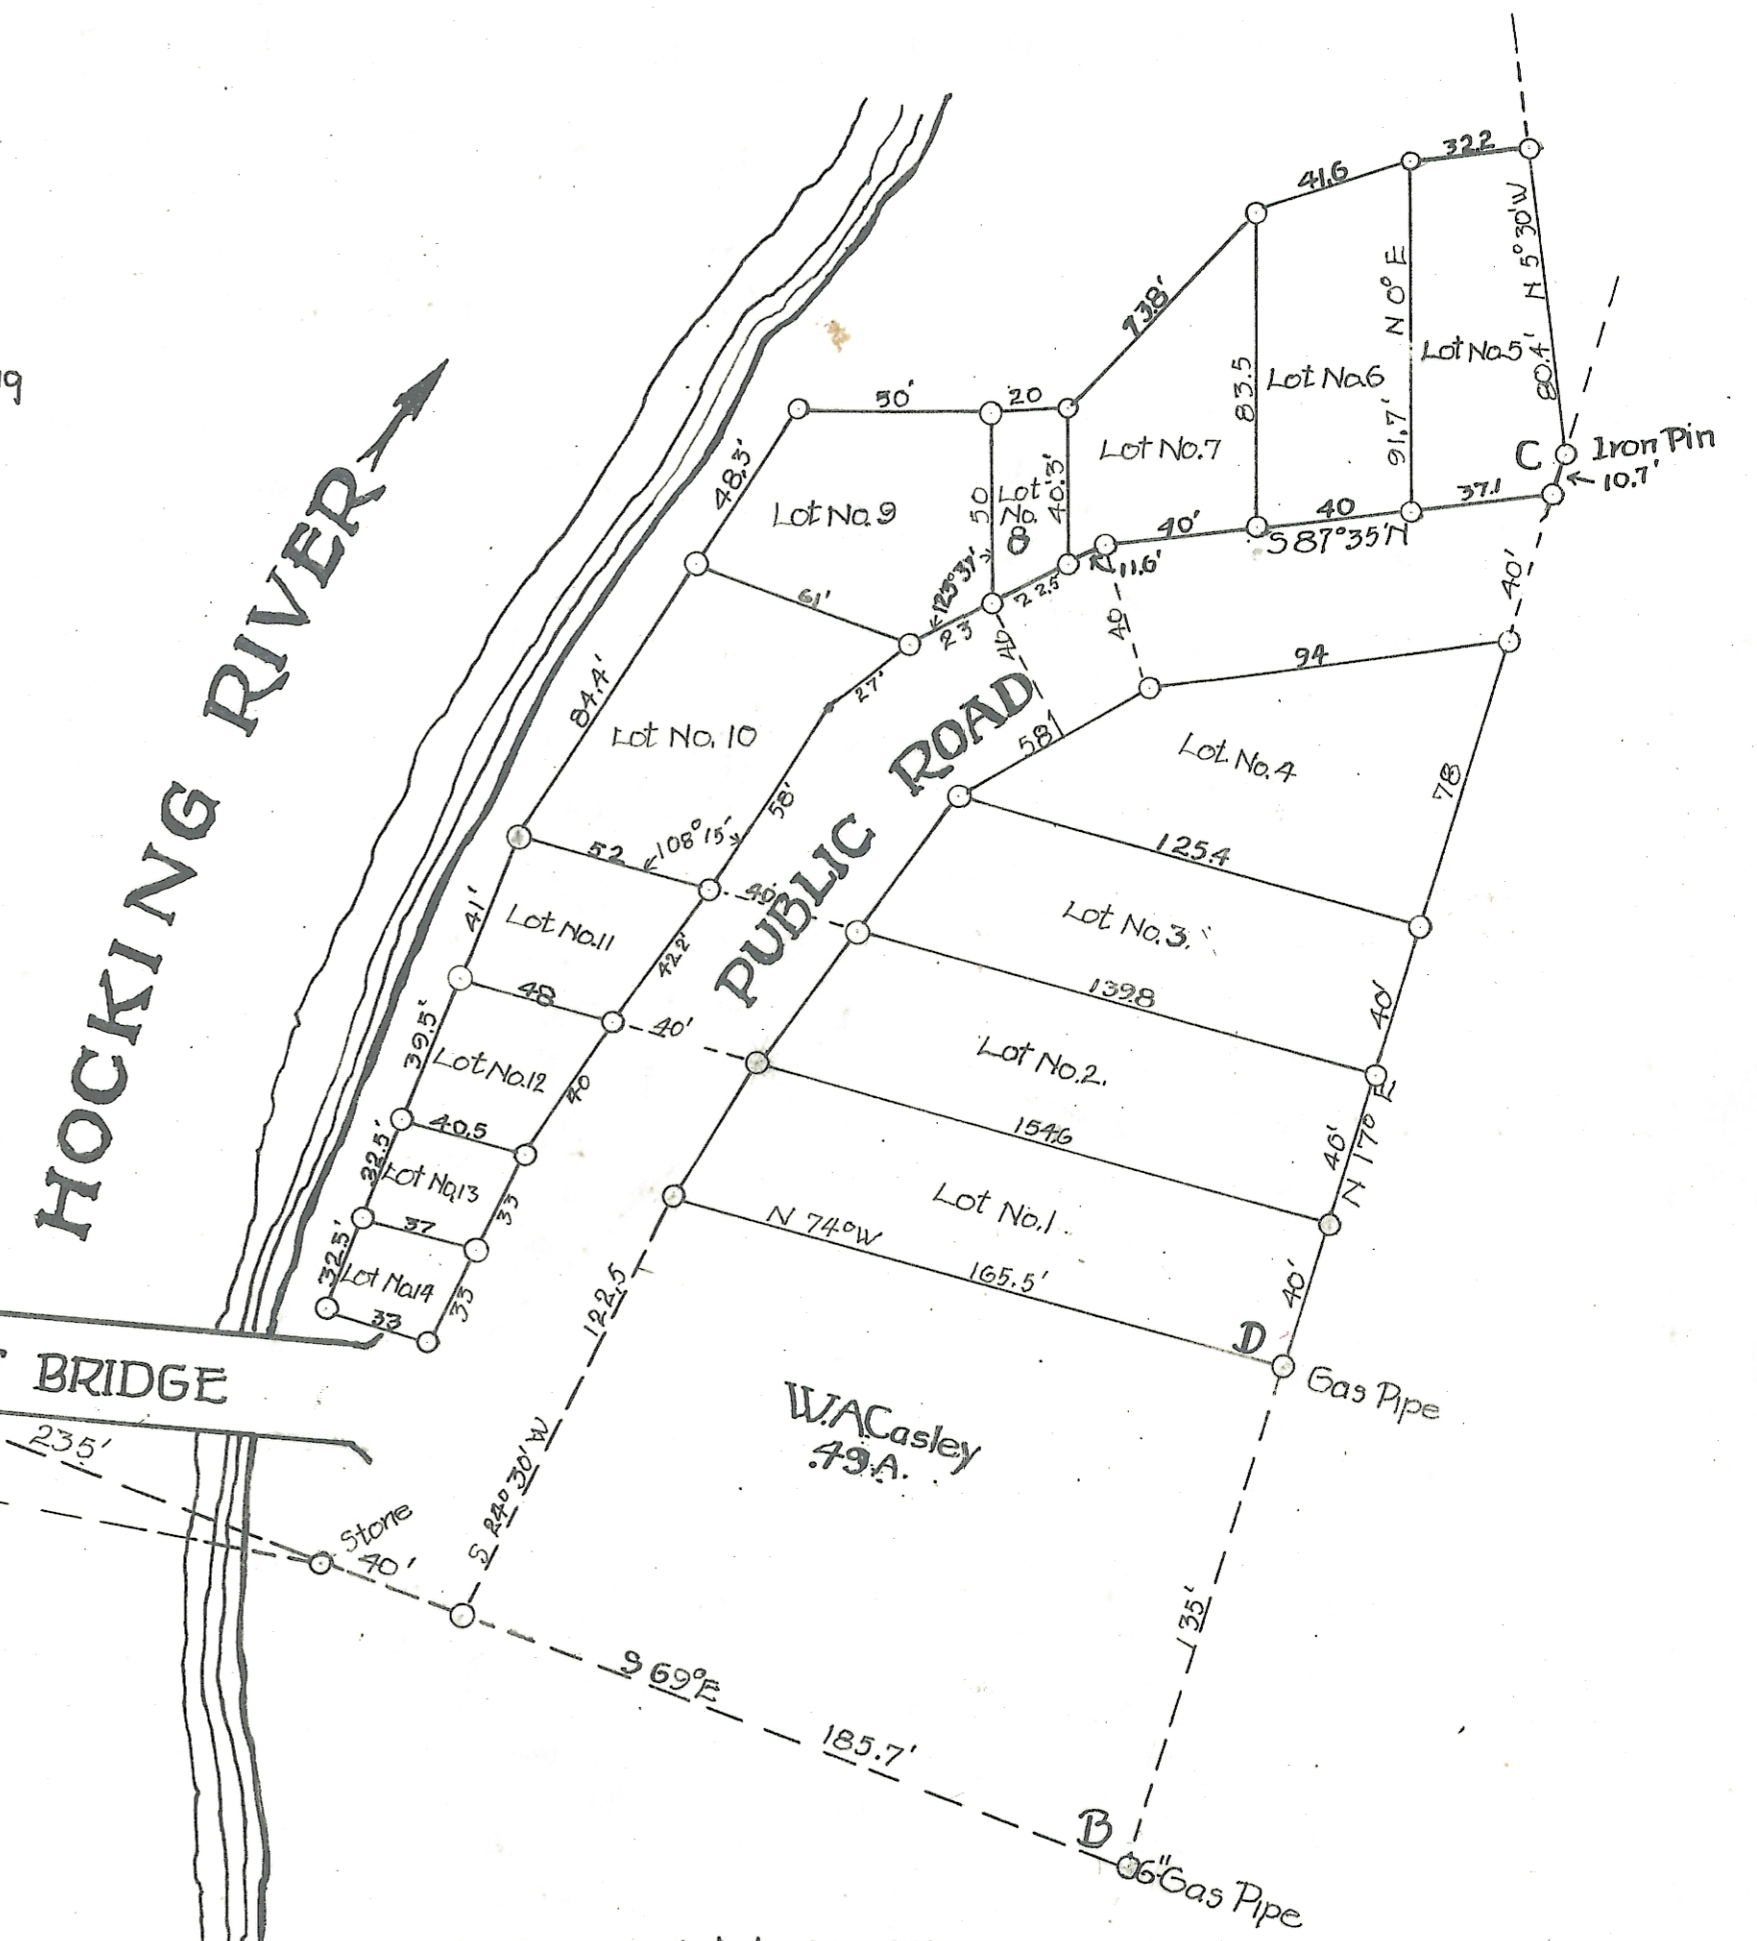 19
HOCKING RIVER
PUBLIC ROAD
BRIDGE
235'
Stone
40'
32.2
41.6
N 5°30'W
80.4'
N 0° E
91.7'
Lot No.5
Lot No.6
83.5
73.8'
Lot No.7
C Iron Pin
10.7'
37.1
40
S 87°35'N
40'
11.6'
50'
20
48.3'
Lot No.9
50
Lot No. 8
40.3'
123°37'
22.5
23
61'
27'
40
40
40'
94
84.4'
Lot No. 10
58'
58'
Lot No.4
78
52
108°15'
40
125.4
41'
Lot No.11
42.2'
Lot No.3.
48
40'
139.8
40'
39.5'
Lot No.12
40
Lot No.2.
40.5
154.6
40'
N 17° E
32.5'
Lot No.13
33
Lot No.1
37
N 74°W
165.5'
40'
32.5'
Lot No.14
33
33
122.5
S 24° 30' W
D Gas Pipe
W.A Casley
.49 A.
135'
S 69° E
185.7'
B
6" Gas Pipe